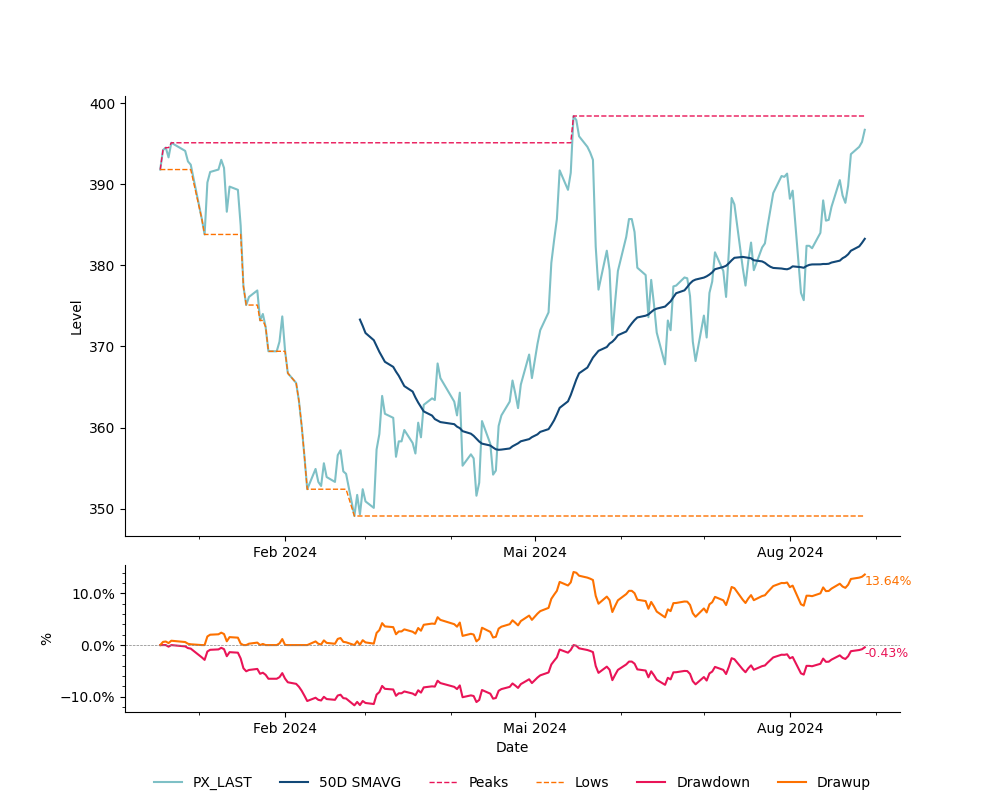 400
390
380
370
360
350
Level
Feb 2024
Mai 2024
Aug 2024
10.0%
0.0%
−10.0%
%
13.64%
-0.43%
Feb 2024
Mai 2024
Aug 2024
Date
PX_LAST
50D SMAVG
Peaks
Lows
Drawdown
Drawup